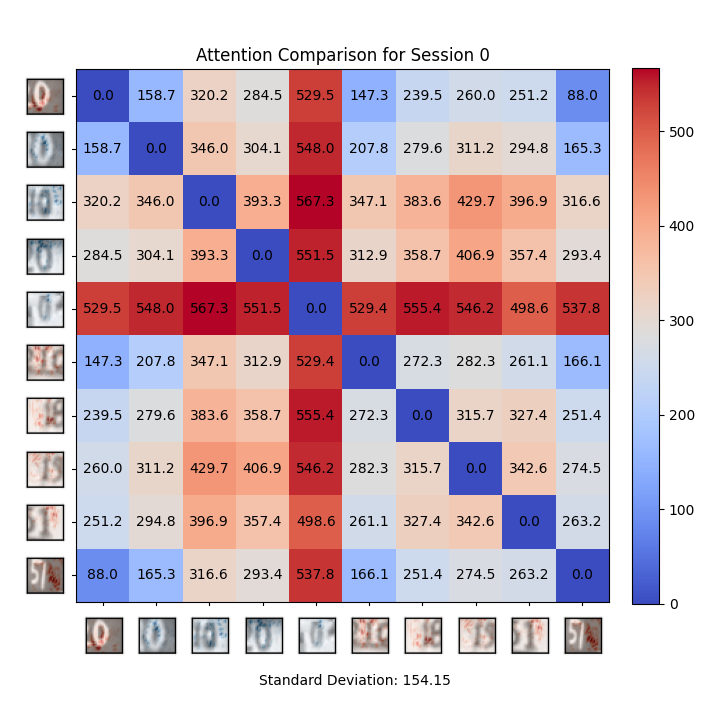 Attention Comparison for Session 0
0.0 158.7 320.2 284.5 529.5 147.3 239.5 260.0 251.2 88.0
158.7 0.0 346.0 304.1 548.0 207.8 279.6 311.2 294.8 165.3
500
320.2 346.0 0.0 393.3 567.3 347.1 383.6 429.7 396.9 316.6
400
284.5 304.1 393.3 0.0 551.5 312.9 358.7 406.9 357.4 293.4
529.5 548.0 567.3 551.5 0.0 529.4 555.4 546.2 498.6 537.8
300
147.3 207.8 347.1 312.9 529.4 0.0 272.3 282.3 261.1 166.1
239.5 279.6 383.6 358.7 555.4 272.3 0.0 315.7 327.4 251.4
200
260.0 311.2 429.7 406.9 546.2 282.3 315.7 0.0 342.6 274.5
251.2 294.8 396.9 357.4 498.6 261.1 327.4 342.6 0.0 263.2
100
88.0 165.3 316.6 293.4 537.8 166.1 251.4 274.5 263.2 0.0
0
Standard Deviation: 154.15